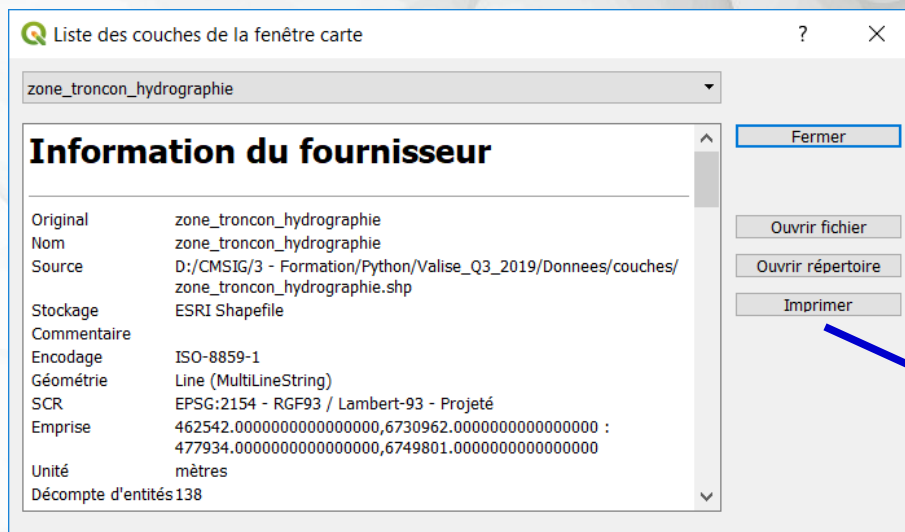 Liste des couches de la fenêtre carte
?
zone_troncon_hydrographie
Information du fournisseur
Fermer
Original zone_troncon_hydrographie
Ouvrir fichier
Nom zone_troncon_hydrographie
Source D:/CMSIG/3 - Formation/Python/Valise_Q3_2019/Donnees/couches/
Ouvrir répertoire
zone_troncon_hydrographie.shp
Stockage ESRI Shapefile
Imprimer
Commentaire
Encodage ISO-8859-1
Géométrie Line (MultiLineString)
SCR EPSG:2154 - RGF93 / Lambert-93 - Projeté
Emprise 462542.0000000000000000,6730962.0000000000000000 :
477934.0000000000000000,6749801.0000000000000000
Unité mètres
Décompte d'entités 138